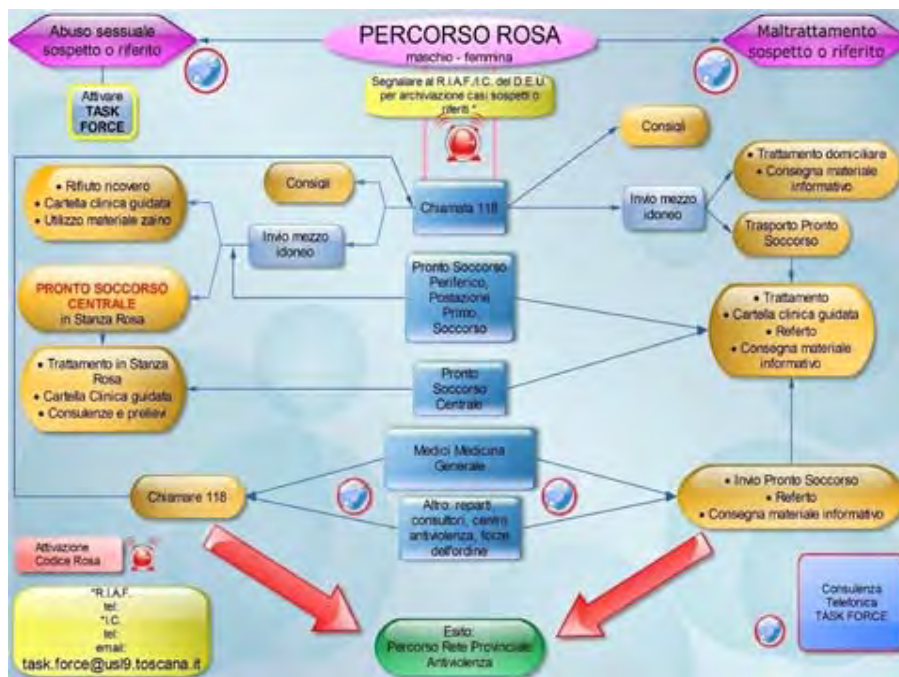 Abuso sessuale
sospetto o riferito
PERCORSO ROSA
maschio - femmina
Maltrattamento
sospetto o riferito
Segnalare al R.I.A.F./I.C. del D.E.U.
per archiviazione casi sospetti o
riferiti *
Attivare
TASK
FORCE
Consigli
• Trattamento domiciliare
• Consegna materiale
informativo
• Rifiuto ricovero
• Cartella clinica guidata
• Utilizzo materiale zaino
Consigli
Chiamata 118
Invio mezzo
idoneo
Invio mezzo
idoneo
Trasporto Pronto
Soccorso
PRONTO SOCCORSO
CENTRALE
in Stanza Rosa
Pronto Soccorso
Periferico,
Postazione
Primo
Soccorso
• Trattamento
• Cartella clinica guidata
• Referto
• Consegna materiale
informativo
• Trattamento in Stanza
Rosa
• Cartella Clinica guidata
• Consulenze e prelievi
Pronto
Soccorso
Centrale
Medici Medicina
Generale
Chiamare 118
Altro: reparti,
consultori, centro
antiviolenza, forze
dell'ordine
• Invio Pronto Soccorso
• Referto
• Consegna materiale informativo
Attivazione
Codice Rosa
*R.I.A.F.
tel:
*I.C.
tel:
email:
task.force@usl9.toscana.it
Esito:
Percorso Rete Provinciale
Antiviolenza
Consulenza
Telefonica
TASK FORCE